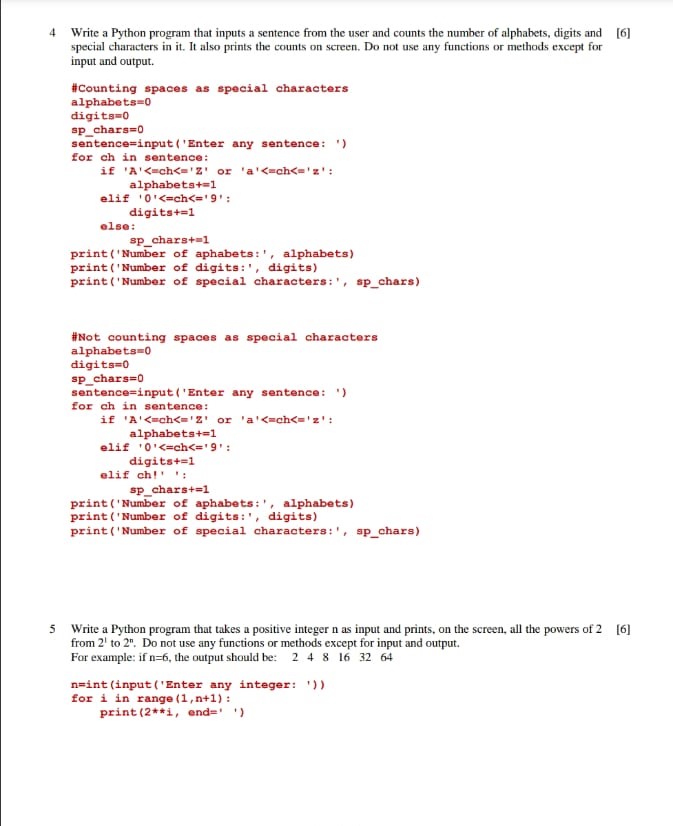 4 Write a Python program that inputs a sentence from the user and counts the number of alphabets, digits and [6]
special characters in it. It also prints the counts on screen. Do not use any functions or methods except for
input and output.
#Counting spaces as special characters
alphabets=0
digits=0
sp_chars=0
sentence=input('Enter any sentence: ')
for ch in sentence:
    if 'A'<=ch<='Z' or 'a'<=ch<='z':
        alphabets+=1
    elif '0'<=ch<='9':
        digits+=1
    else:
        sp_chars+=1
print('Number of aphabets:', alphabets)
print('Number of digits:', digits)
print('Number of special characters:', sp_chars)
#Not counting spaces as special characters
alphabets=0
digits=0
sp_chars=0
sentence=input('Enter any sentence: ')
for ch in sentence:
    if 'A'<=ch<='Z' or 'a'<=ch<='z':
        alphabets+=1
    elif '0'<=ch<='9':
        digits+=1
    elif ch!' ':
        sp_chars+=1
print('Number of aphabets:', alphabets)
print('Number of digits:', digits)
print('Number of special characters:', sp_chars)
5 Write a Python program that takes a positive integer n as input and prints, on the screen, all the powers of 2 [6]
from 2¹ to 2ⁿ. Do not use any functions or methods except for input and output.
For example: if n=6, the output should be: 2 4 8 16 32 64
n=int(input('Enter any integer: '))
for i in range(1,n+1):
    print(2**i, end=' ')